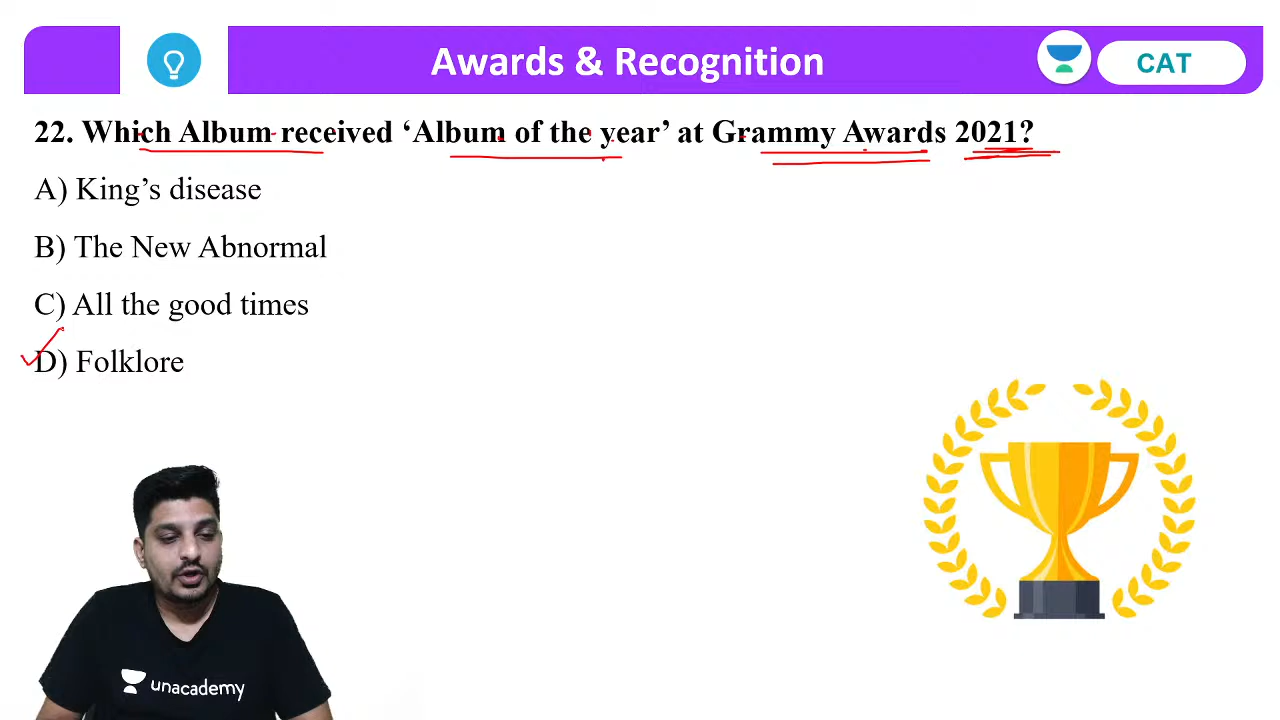 Awards & Recognition
CAT
22. Which Album received ‘Album of the year’ at Grammy Awards 2021?
A) King’s disease
B) The New Abnormal
C) All the good times
D) Folklore
unacademy